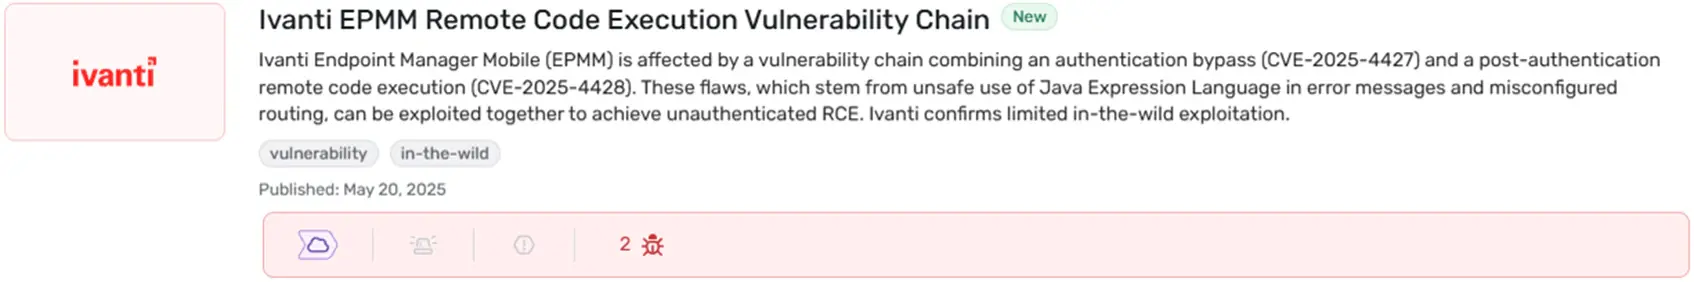 ivanti
Ivanti EPMM Remote Code Execution Vulnerability Chain New
Ivanti Endpoint Manager Mobile (EPMM) is affected by a vulnerability chain combining an authentication bypass (CVE-2025-4427) and a post-authentication
remote code execution (CVE-2025-4428). These flaws, which stem from unsafe use of Java Expression Language in error messages and misconfigured
routing, can be exploited together to achieve unauthenticated RCE. Ivanti confirms limited in-the-wild exploitation.
vulnerability in-the-wild
Published: May 20, 2025
2